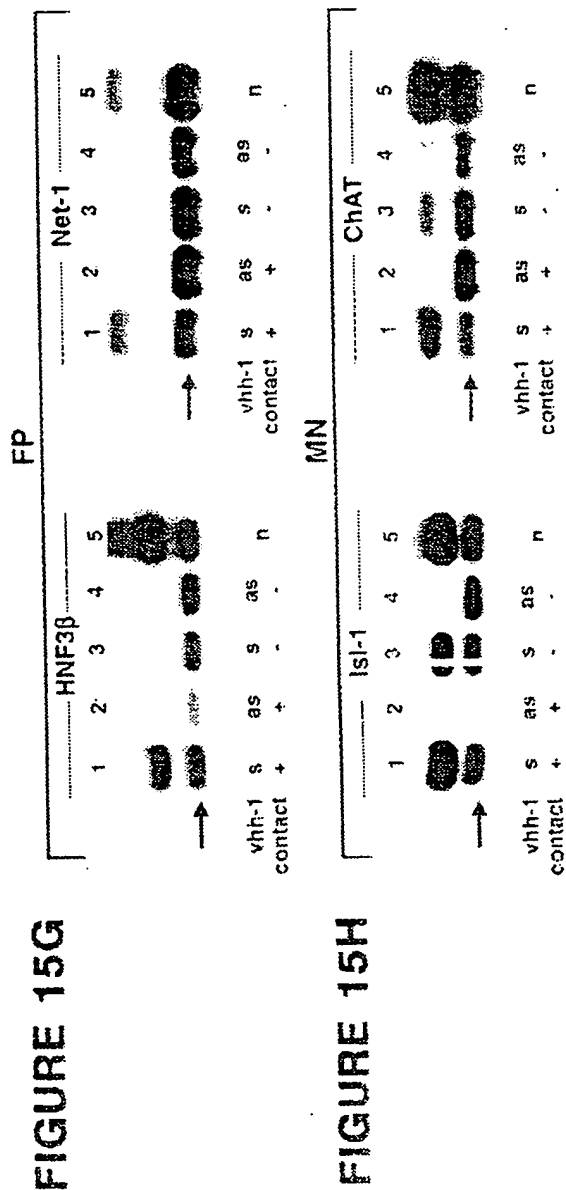 FIGURE 15G
FP
HNF3β
1 2 3 4 5
vhh-1 s as s as n
contact + + - -
Net-1
1 2 3 4 5
vhh-1 s as s as n
contact + + - -
FIGURE 15H
MN
Isl-1
1 2 3 4 5
vhh-1 s as s as n
contact + + - -
ChAT
1 2 3 4 5
vhh-1 s as s as n
contact + + - -